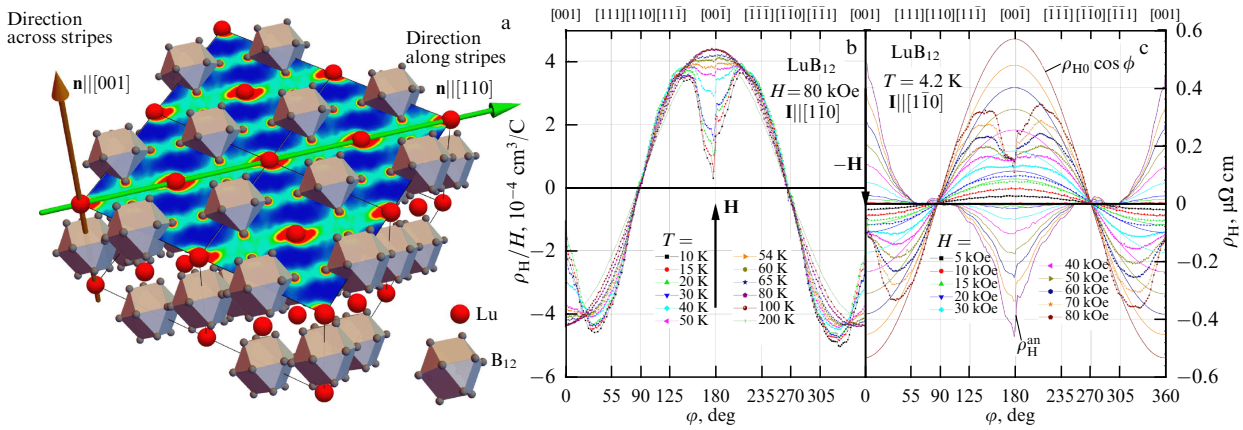 Direction
across stripes
n||[001]
a
Direction
along stripes
n||[110]
Lu
B₁₂
[001]
[111]
[110]
[111̄]
[001̄]
[1̄1̄1̄]
[1̄1̄0]
[1̄1̄1]
[001]
[111]
[110]
[111̄]
[001̄]
[1̄1̄1̄]
[1̄1̄0]
[1̄1̄1]
[001]
b
LuB₁₂
H = 80 kOe
I||[11̄0]
ρH/H, 10⁻⁴ cm³/C
4
2
0
−2
−4
−6
H
−H
T =
10 K
15 K
20 K
30 K
40 K
50 K
54 K
60 K
65 K
80 K
100 K
200 K
0
55
90
125
180
235
270
305
φ, deg
c
LuB₁₂
T = 4.2 K
I||[11̄0]
ρH0 cos ϕ
H =
5 kOe
10 kOe
15 kOe
20 kOe
30 kOe
40 kOe
50 kOe
60 kOe
70 kOe
80 kOe
ρHᵃⁿ
0.6
0.4
0.2
0
−0.2
−0.4
−0.6
ρH, μΩ cm
0
55
90
125
180
235
270
305
360
φ, deg